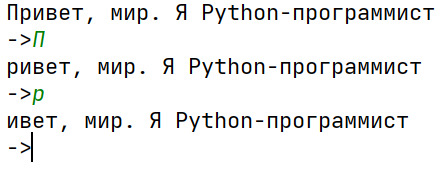 Привет, мир. Я Python-программист
->П
ривет, мир. Я Python-программист
->р
ивет, мир. Я Python-программист
->